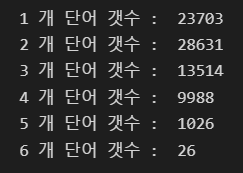 1 개 단어 갯수 :  23703
2 개 단어 갯수 :  28631
3 개 단어 갯수 :  13514
4 개 단어 갯수 :  9988
5 개 단어 갯수 :  1026
6 개 단어 갯수 :  26